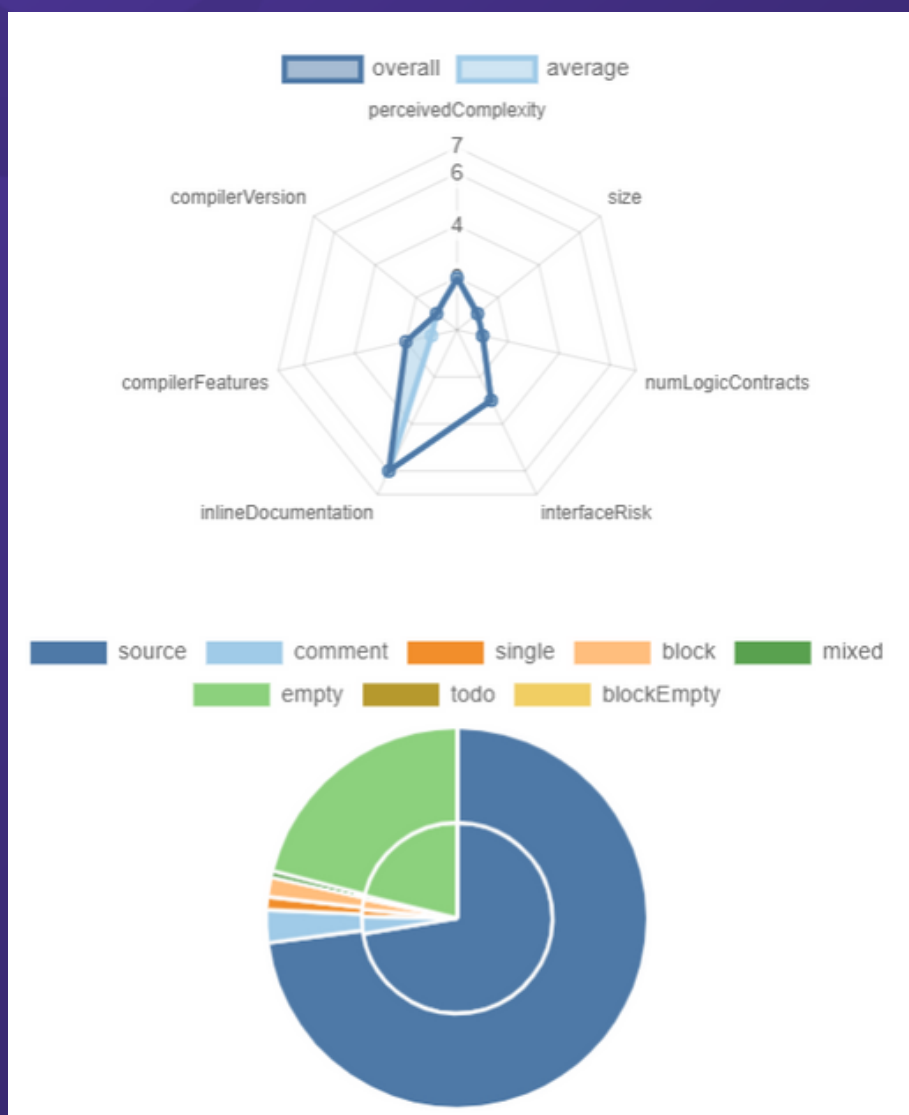 overall average
perceivedComplexity
7
6
compilerVersion size
4
compilerFeatures numLogicContracts
inlineDocumentation interfaceRisk
source comment single block mixed
empty todo blockEmpty